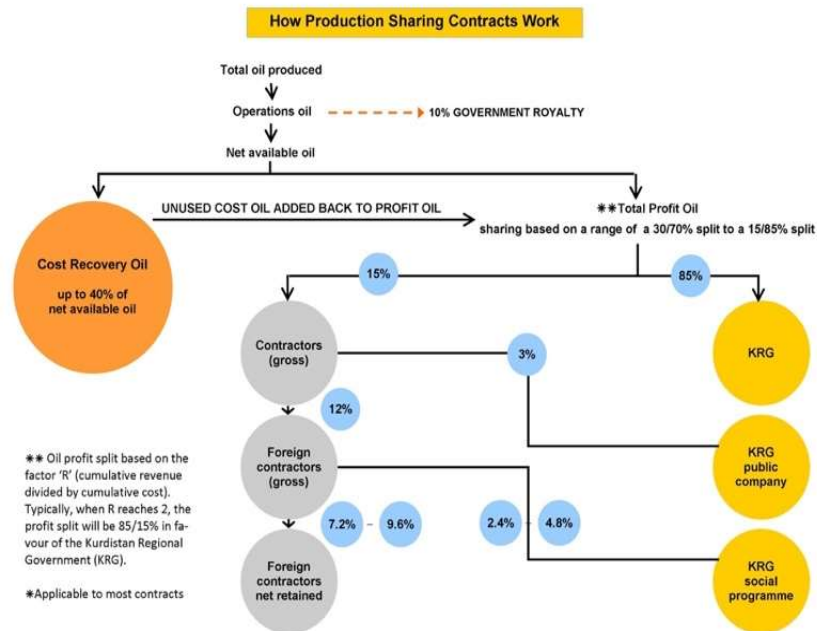 How Production Sharing Contracts Work
Total oil produced
Operations oil
10% GOVERNMENT ROYALTY
Net available oil
UNUSED COST OIL ADDED BACK TO PROFIT OIL
**Total Profit Oil
sharing based on a range of a 30/70% split to a 15/85% split
Cost Recovery Oil
up to 40% of
net available oil
15%
85%
Contractors
(gross)
3%
KRG
12%
Foreign
contractors
(gross)
KRG
public
company
7.2% – 9.6%
2.4% – 4.8%
Foreign
contractors
net retained
KRG
social
programme
** Oil profit split based on the
factor ‘R’ (cumulative revenue
divided by cumulative cost).
Typically, when R reaches 2, the
profit split will be 85/15% in fa-
vour of the Kurdistan Regional
Government (KRG).
*Applicable to most contracts